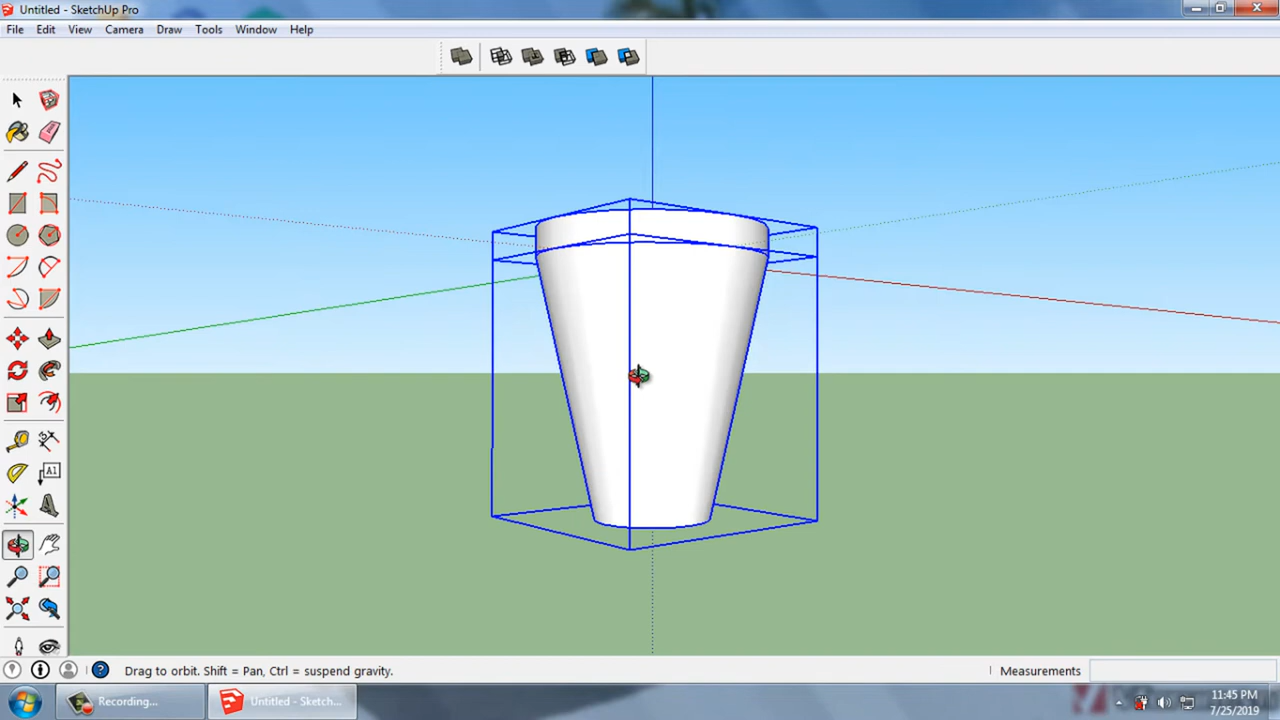 Untitled - SketchUp Pro
File Edit View Camera Draw Tools Window Help
A1
Drag to orbit. Shift = Pan, Ctrl = suspend gravity.
Measurements
Recording...
Untitled - Sketch...
11:45 PM
7/25/2019